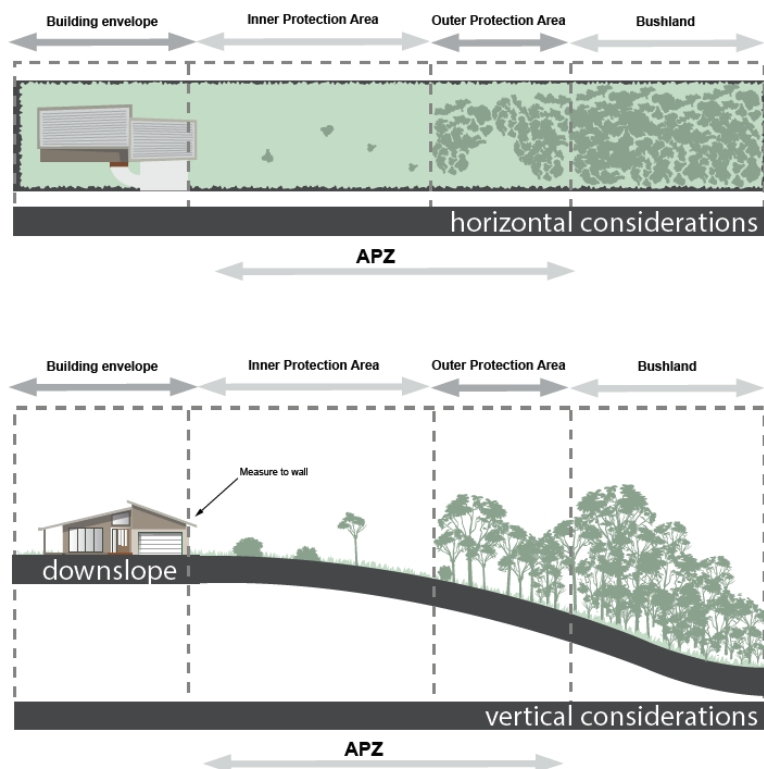 Building envelope
Inner Protection Area
Outer Protection Area
Bushland
horizontal considerations
APZ
Building envelope
Inner Protection Area
Outer Protection Area
Bushland
Measure to wall
downslope
vertical considerations
APZ